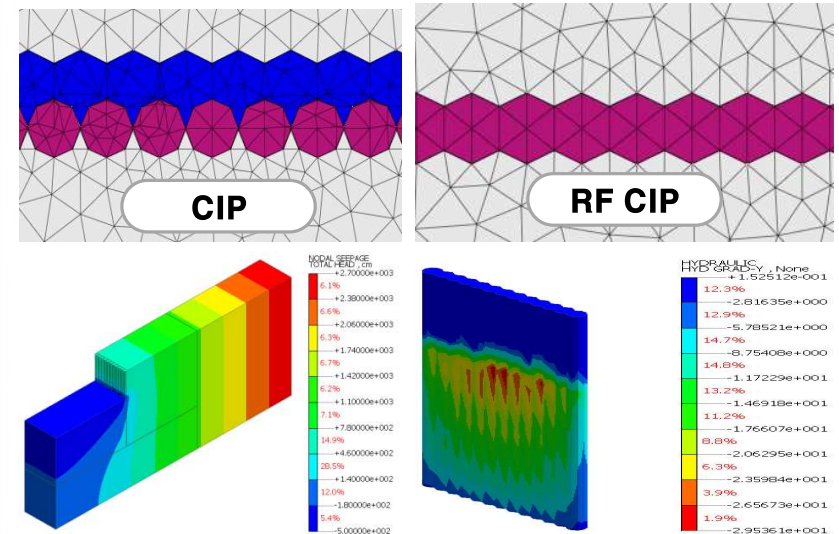 CIP
RF CIP
NODAL SEEPAGE
TOTAL HEAD , cm
+2.70000e+003
6.1%
+2.38000e+003
6.6%
+2.06000e+003
6.3%
+1.74000e+003
6.7%
+1.42000e+003
6.2%
+1.10000e+003
7.1%
+7.80000e+002
14.9%
+4.60000e+002
28.5%
+1.40000e+002
12.0%
-1.80000e+002
5.4%
-5.00000e+002
HYDRAULIC
HYD GRAD-Y , None
+1.52512e-001
12.3%
-2.81635e+000
12.9%
-5.78521e+000
14.7%
-8.75408e+000
14.8%
-1.17229e+001
13.2%
-1.46918e+001
11.2%
-1.76607e+001
8.8%
-2.06295e+001
6.3%
-2.35984e+001
3.9%
-2.65673e+001
1.9%
-2.95361e+001